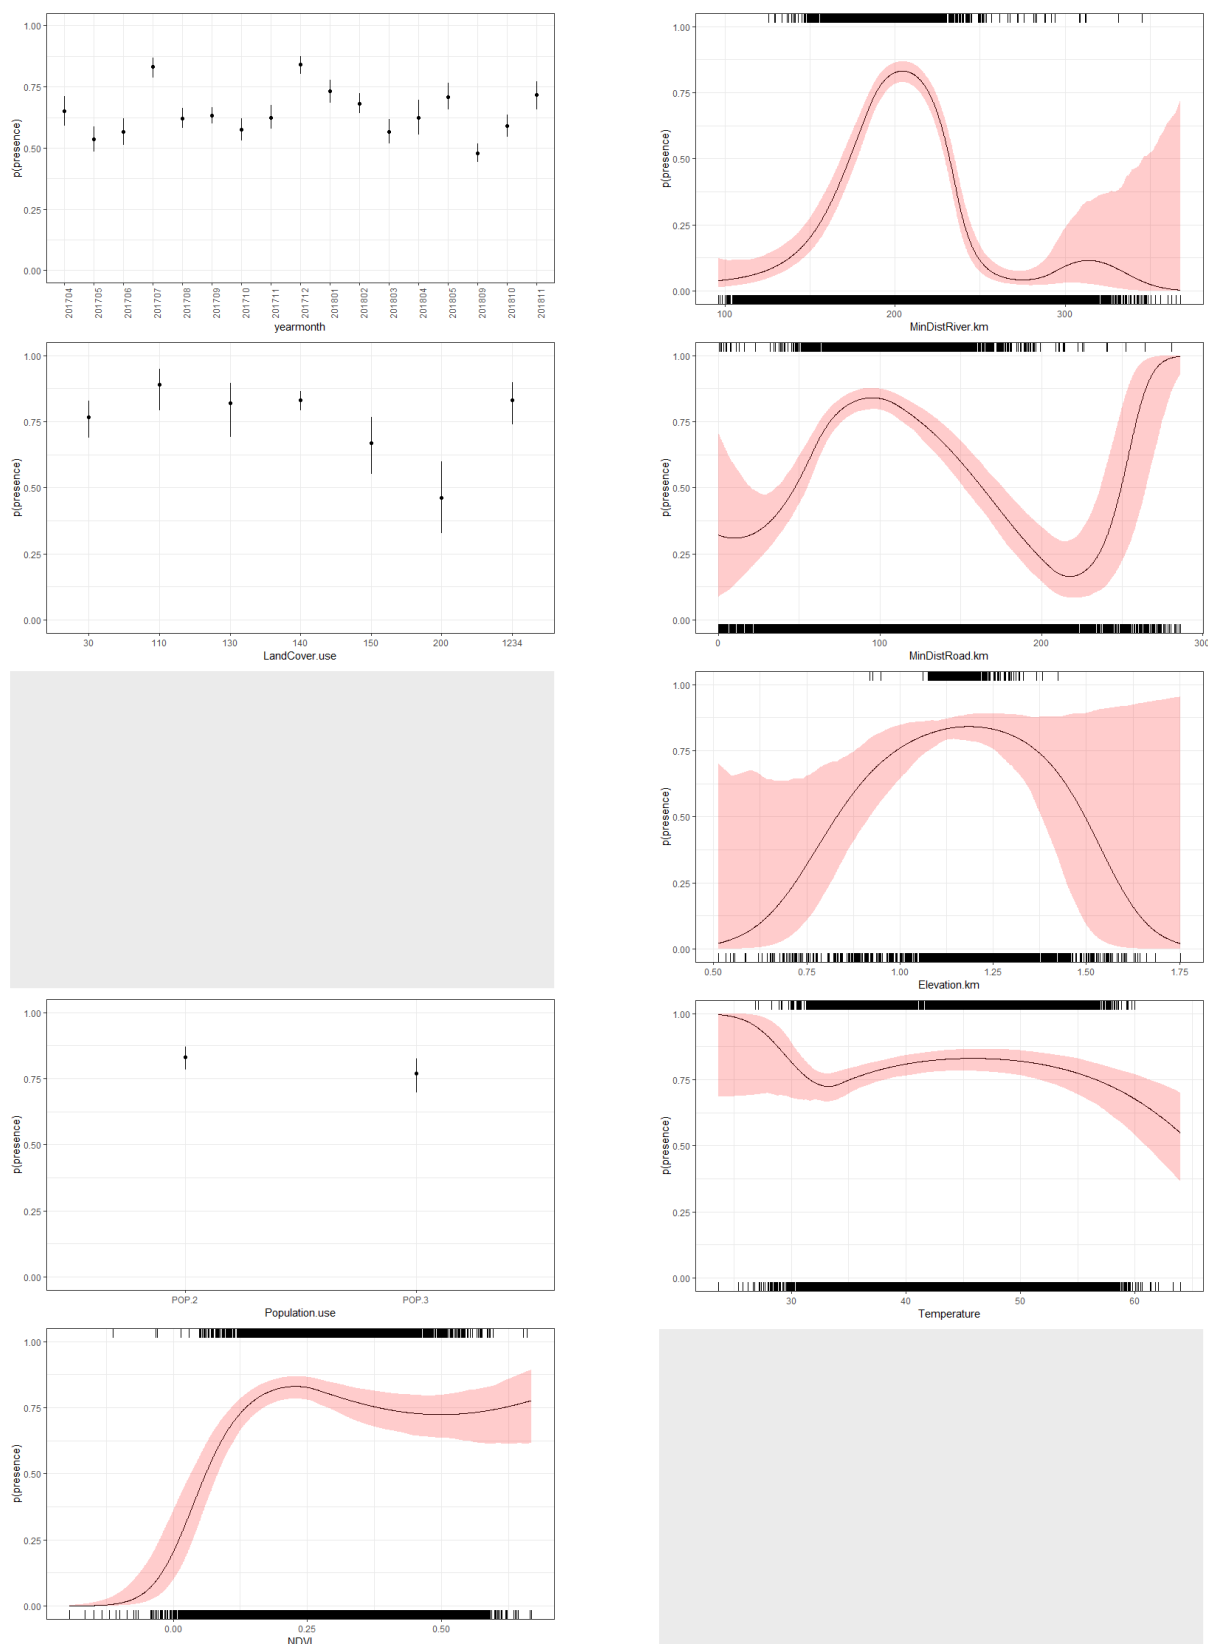 1.00
0.75
0.50
0.25
0.00
p(presence)
201704
201705
201706
201707
201708
201709
201710
201711
201712
201801
201802
201803
201804
201805
201809
201810
201811
yearmonth
1.00
0.75
0.50
0.25
0.00
p(presence)
100 200 300
MinDistRiver.km
1.00
0.75
0.50
0.25
0.00
p(presence)
30 110 130 140 150 200 1234
LandCover.use
1.00
0.75
0.50
0.25
0.00
p(presence)
0 100 200 300
MinDistRoad.km
1.00
0.75
0.50
0.25
0.00
p(presence)
0.50 0.75 1.00 1.25 1.50 1.75
Elevation.km
1.00
0.75
0.50
0.25
0.00
p(presence)
POP.2 POP.3
Population.use
1.00
0.75
0.50
0.25
0.00
p(presence)
30 40 50 60
Temperature
1.00
0.75
0.50
0.25
0.00
p(presence)
0.00 0.25 0.50
NDVI